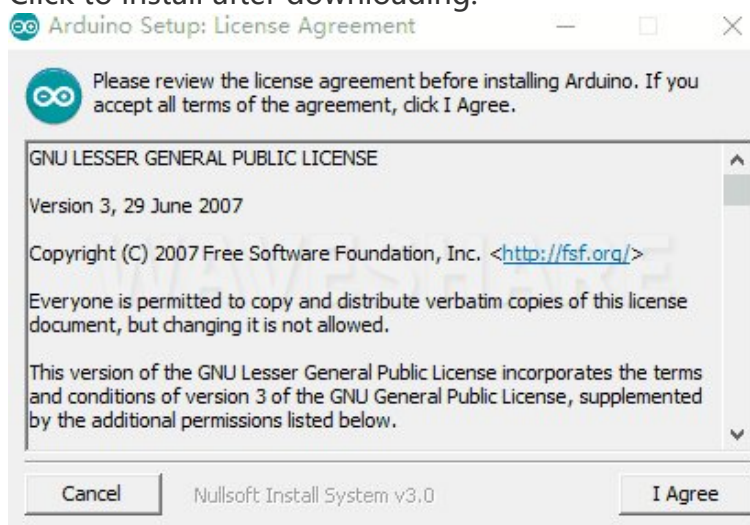 Click to install after downloading.
Arduino Setup: License Agreement
Please review the license agreement before installing Arduino. If you
accept all terms of the agreement, click I Agree.
GNU LESSER GENERAL PUBLIC LICENSE
Version 3, 29 June 2007
Copyright (C) 2007 Free Software Foundation, Inc. <http://fsf.org/>
WAVESHARE
Everyone is permitted to copy and distribute verbatim copies of this license
document, but changing it is not allowed.
This version of the GNU Lesser General Public License incorporates the terms
and conditions of version 3 of the GNU General Public License, supplemented
by the additional permissions listed below.
Cancel Nullsoft Install System v3.0 I Agree